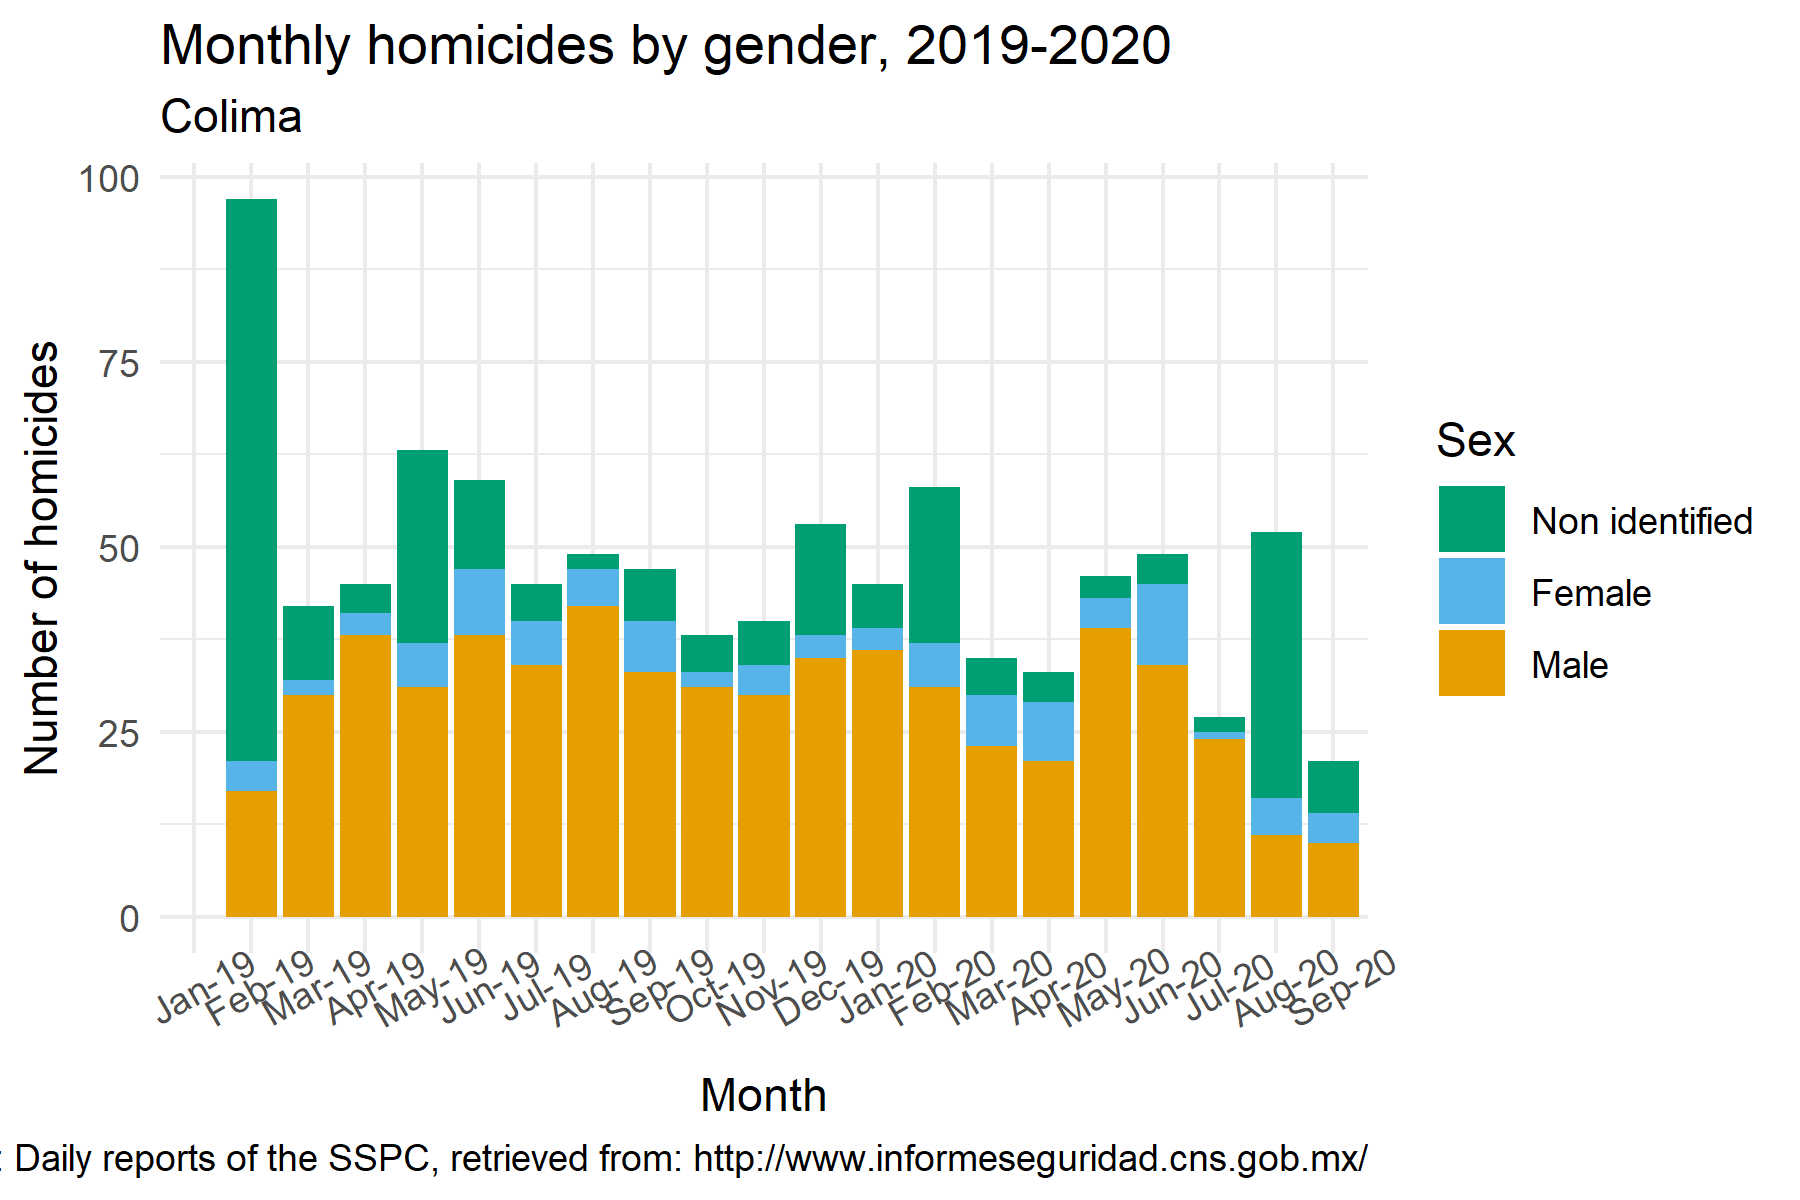 Monthly homicides by gender, 2019-2020
Colima
Number of homicides
100
75
50
25
0
Jan-19
Feb-19
Mar-19
Apr-19
May-19
Jun-19
Jul-19
Aug-19
Sep-19
Oct-19
Nov-19
Dec-19
Jan-20
Feb-20
Mar-20
Apr-20
May-20
Jun-20
Jul-20
Aug-20
Sep-20
Month
Sex
Non identified
Female
Male
: Daily reports of the SSPC, retrieved from: http://www.informeseguridad.cns.gob.mx/